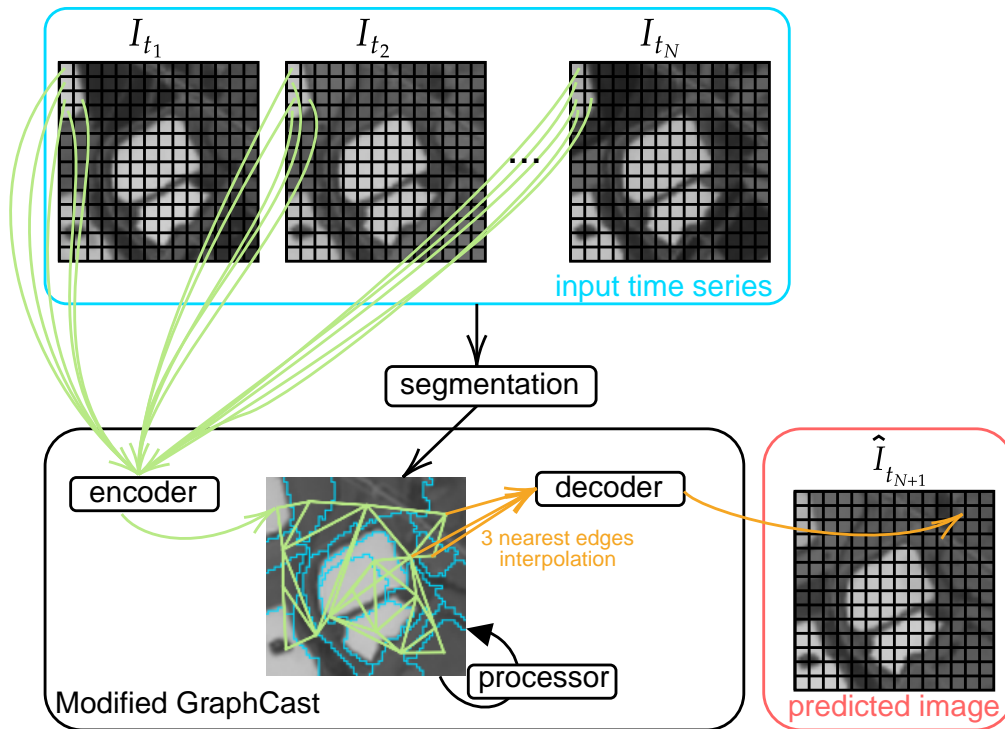 I_{t_1} I_{t_2} I_{t_N}
...
input time series
segmentation
encoder
decoder
3 nearest edges
interpolation
processor
Modified GraphCast
Î_{t_{N+1}}
predicted image